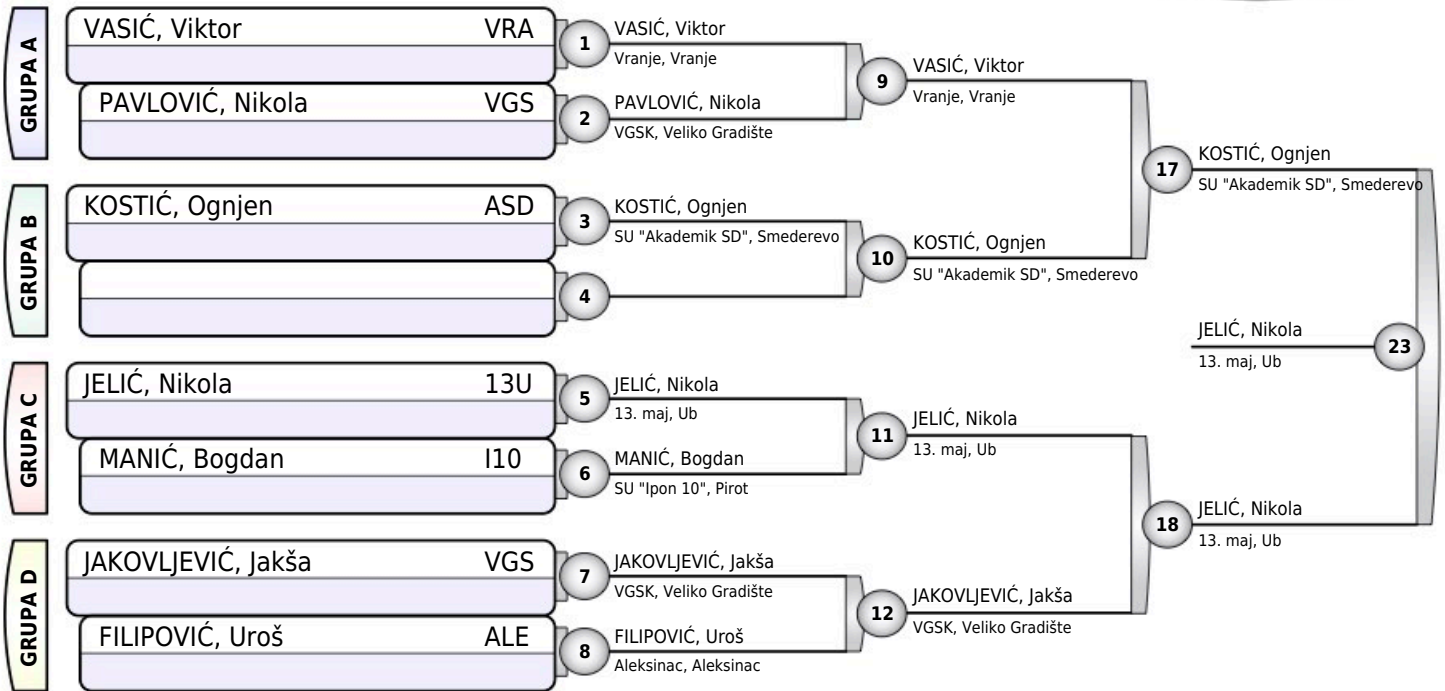 GRUPA A
VASIĆ, Viktor VRA
1
VASIĆ, Viktor
Vranje, Vranje
PAVLOVIĆ, Nikola VGS
2
PAVLOVIĆ, Nikola
VGSK, Veliko Gradište
9
VASIĆ, Viktor
Vranje, Vranje
GRUPA B
KOSTIĆ, Ognjen ASD
3
KOSTIĆ, Ognjen
SU "Akademik SD", Smederevo
4
10
KOSTIĆ, Ognjen
SU "Akademik SD", Smederevo
17
KOSTIĆ, Ognjen
SU "Akademik SD", Smederevo
GRUPA C
JELIĆ, Nikola 13U
5
JELIĆ, Nikola
13. maj, Ub
MANIĆ, Bogdan I10
6
MANIĆ, Bogdan
SU "Ipon 10", Pirot
11
JELIĆ, Nikola
13. maj, Ub
GRUPA D
JAKOVLJEVIĆ, Jakša VGS
7
JAKOVLJEVIĆ, Jakša
VGSK, Veliko Gradište
FILIPOVIĆ, Uroš ALE
8
FILIPOVIĆ, Uroš
Aleksinac, Aleksinac
12
JAKOVLJEVIĆ, Jakša
VGSK, Veliko Gradište
18
JELIĆ, Nikola
13. maj, Ub
JELIĆ, Nikola
13. maj, Ub
23